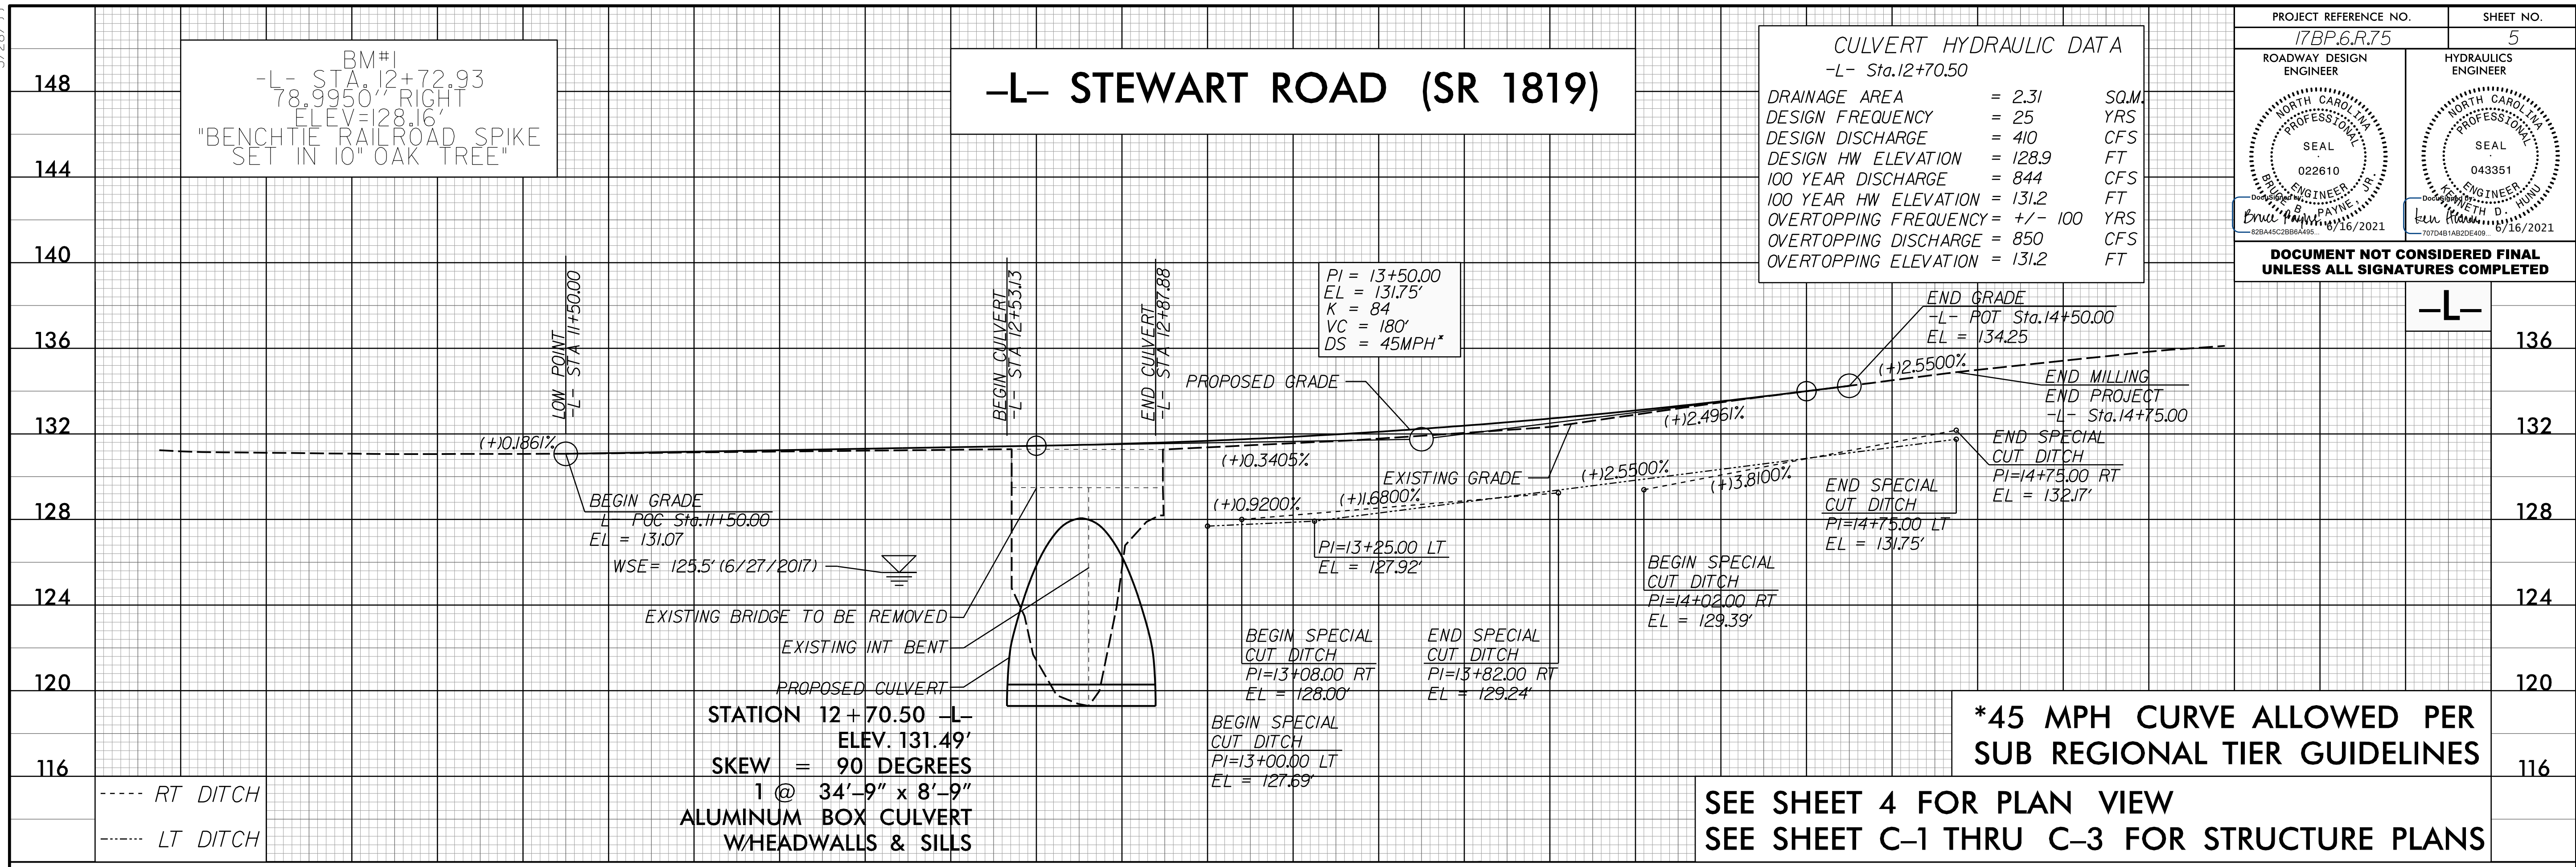 PROJECT REFERENCE NO. SHEET NO.
17BP.6.R.75 5
ROADWAY DESIGN
ENGINEER
HYDRAULICS
ENGINEER
NORTH CAROLINA
PROFESSIONAL
SEAL
022610
ENGINEER
BRUCE B. PAYNE, JR.
DocuSigned by
Bruce Payne 6/16/2021
82BA45C2BB6A495...
NORTH CAROLINA
PROFESSIONAL
SEAL
043351
ENGINEER
KENNETH D. HUNU
DocuSigned by
6/16/2021
707D4B1AB2DE409...
DOCUMENT NOT CONSIDERED FINAL
UNLESS ALL SIGNATURES COMPLETED
–L–
BM#1
-L- STA. 12+72.93
78.9950'' RIGHT
ELEV=128.16'
"BENCHTIE RAILROAD SPIKE
SET IN 10" OAK TREE"
–L– STEWART ROAD (SR 1819)
CULVERT HYDRAULIC DATA
-L- Sta.12+70.50
DRAINAGE AREA = 2.31 SQ.M.
DESIGN FREQUENCY = 25 YRS
DESIGN DISCHARGE = 410 CFS
DESIGN HW ELEVATION = 128.9 FT
100 YEAR DISCHARGE = 844 CFS
100 YEAR HW ELEVATION = 131.2 FT
OVERTOPPING FREQUENCY = +/- 100 YRS
OVERTOPPING DISCHARGE = 850 CFS
OVERTOPPING ELEVATION = 131.2 FT
148
144
140
136
132
128
124
120
116
LOW POINT
-L- STA 11+50.00
BEGIN CULVERT
-L- STA 12+53.13
END CULVERT
-L- STA 12+87.88
PI = 13+50.00
EL = 131.75'
K = 84
VC = 180'
DS = 45MPH*
END GRADE
-L- POT Sta.14+50.00
EL = 134.25
PROPOSED GRADE
(+)2.5500%
END MILLING
END PROJECT
-L- Sta.14+75.00
(+)0.1861%
(+)2.4961%
(+)0.3405%
EXISTING GRADE
(+)2.5500%
(+)3.8100%
(+)1.6800%
(+)0.9200%
END SPECIAL
CUT DITCH
PI=14+75.00 RT
EL = 132.17'
END SPECIAL
CUT DITCH
PI=14+75.00 LT
EL = 131.75'
BEGIN GRADE
-L- POC Sta.11+50.00
EL = 131.07
WSE= 125.5' (6/27/2017)
PI=13+25.00 LT
EL = 127.92'
BEGIN SPECIAL
CUT DITCH
PI=14+02.00 RT
EL = 129.39'
EXISTING BRIDGE TO BE REMOVED
EXISTING INT BENT
PROPOSED CULVERT
BEGIN SPECIAL
CUT DITCH
PI=13+08.00 RT
EL = 128.00'
END SPECIAL
CUT DITCH
PI=13+82.00 RT
EL = 129.24'
BEGIN SPECIAL
CUT DITCH
PI=13+00.00 LT
EL = 127.69'
STATION 12+70.50 –L–
ELEV. 131.49'
SKEW = 90 DEGREES
1 @ 34'–9" x 8'–9"
ALUMINUM BOX CULVERT
W/HEADWALLS & SILLS
136
132
128
124
120
116
RT DITCH
LT DITCH
*45 MPH CURVE ALLOWED PER
SUB REGIONAL TIER GUIDELINES
SEE SHEET 4 FOR PLAN VIEW
SEE SHEET C–1 THRU C–3 FOR STRUCTURE PLANS